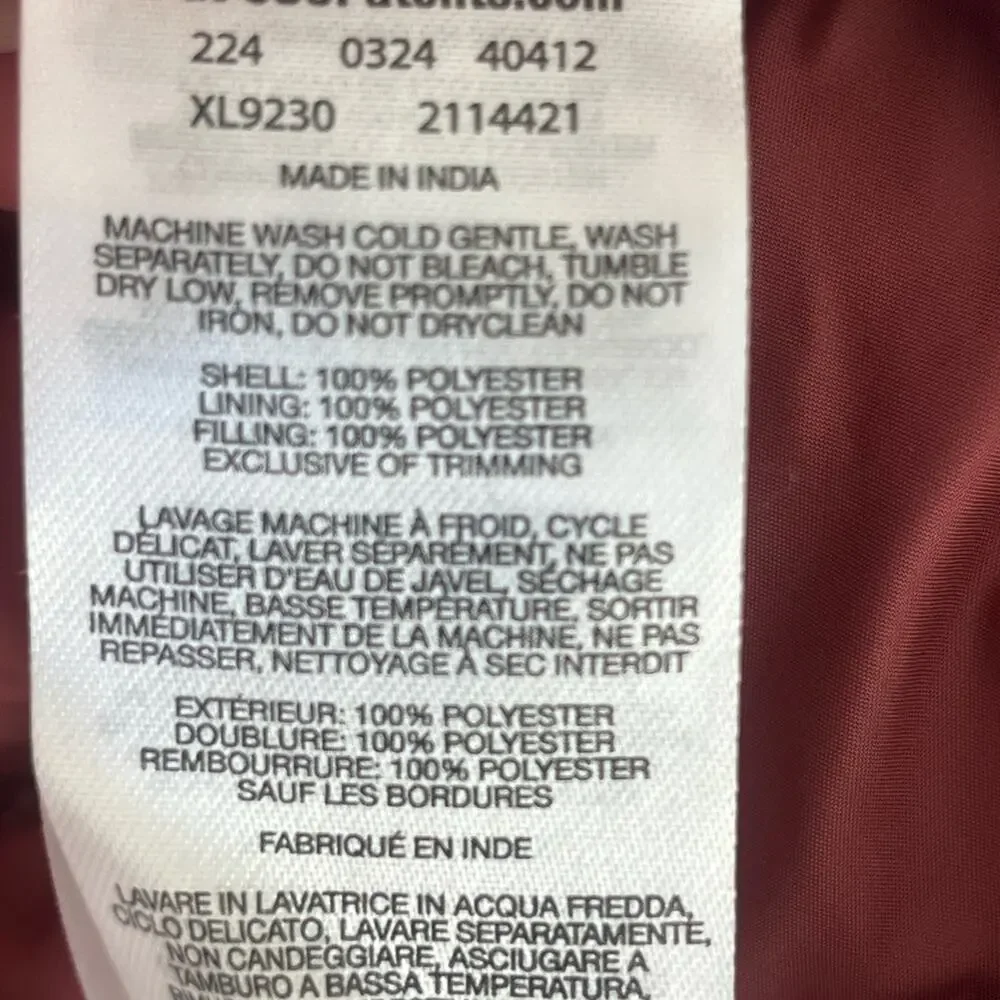 224 0324 40412
XL9230 2114421
MADE IN INDIA
MACHINE WASH COLD GENTLE, WASH
SEPARATELY, DO NOT BLEACH, TUMBLE
DRY LOW, REMOVE PROMPTLY, DO NOT
IRON, DO NOT DRYCLEAN
SHELL: 100% POLYESTER
LINING: 100% POLYESTER
FILLING: 100% POLYESTER
EXCLUSIVE OF TRIMMING
LAVAGE MACHINE À FROID, CYCLE
DÉLICAT, LAVER SÉPARÉMENT, NE PAS
UTILISER D'EAU DE JAVEL, SÉCHAGE
MACHINE, BASSE TEMPÉRATURE, SORTIR
IMMÉDIATEMENT DE LA MACHINE, NE PAS
REPASSER, NETTOYAGE À SEC INTERDIT
EXTÉRIEUR: 100% POLYESTER
DOUBLURE: 100% POLYESTER
REMBOURRURE: 100% POLYESTER
SAUF LES BORDURES
FABRIQUÉ EN INDE
LAVARE IN LAVATRICE IN ACQUA FREDDA,
CICLO DELICATO, LAVARE SEPARATAMENTE,
NON CANDEGGIARE, ASCIUGARE A
TAMBURO A BASSA TEMPERATURA,